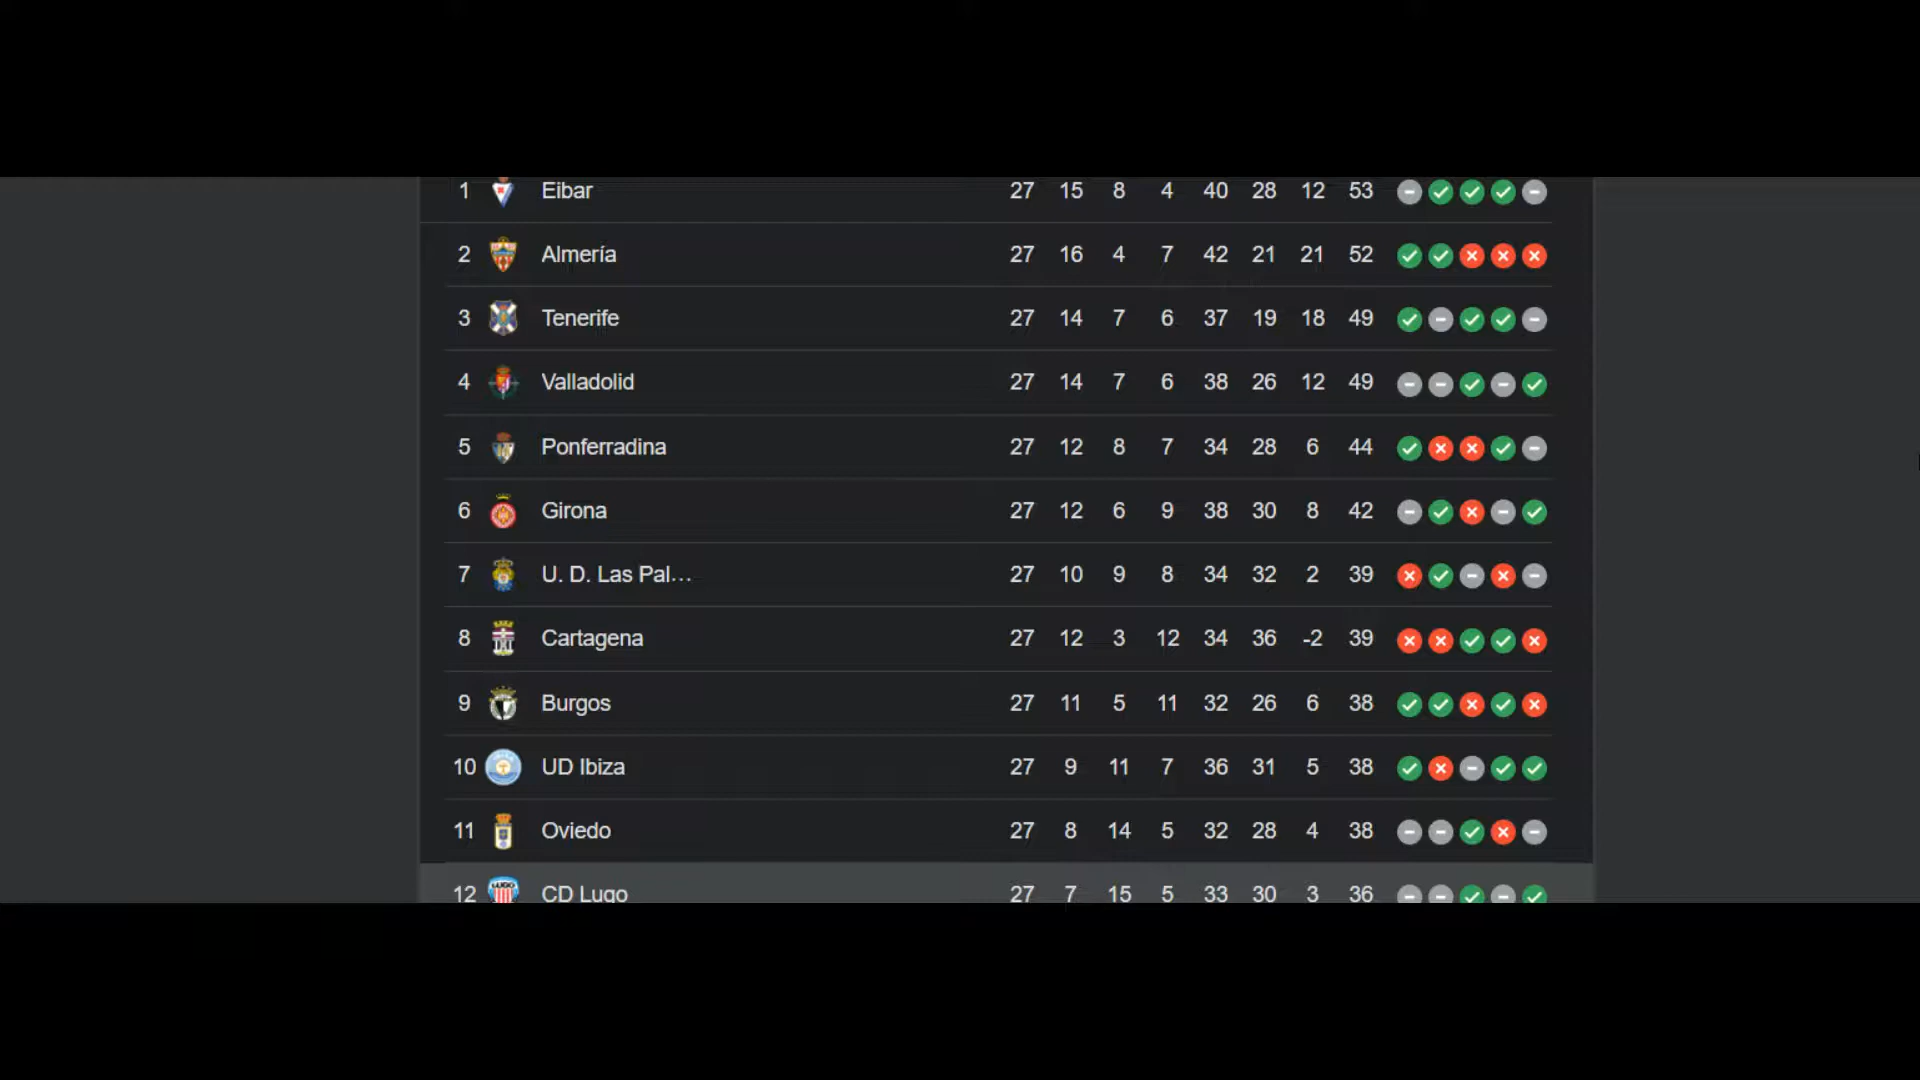 1 Eibar 27 15 8 4 40 28 12 53
2 Almería 27 16 4 7 42 21 21 52
3 Tenerife 27 14 7 6 37 19 18 49
4 Valladolid 27 14 7 6 38 26 12 49
5 Ponferradina 27 12 8 7 34 28 6 44
6 Girona 27 12 6 9 38 30 8 42
7 U. D. Las Pal... 27 10 9 8 34 32 2 39
8 Cartagena 27 12 3 12 34 36 -2 39
9 Burgos 27 11 5 11 32 26 6 38
10 UD Ibiza 27 9 11 7 36 31 5 38
11 Oviedo 27 8 14 5 32 28 4 38
12 LUGO CD Lugo 27 7 15 5 33 30 3 36